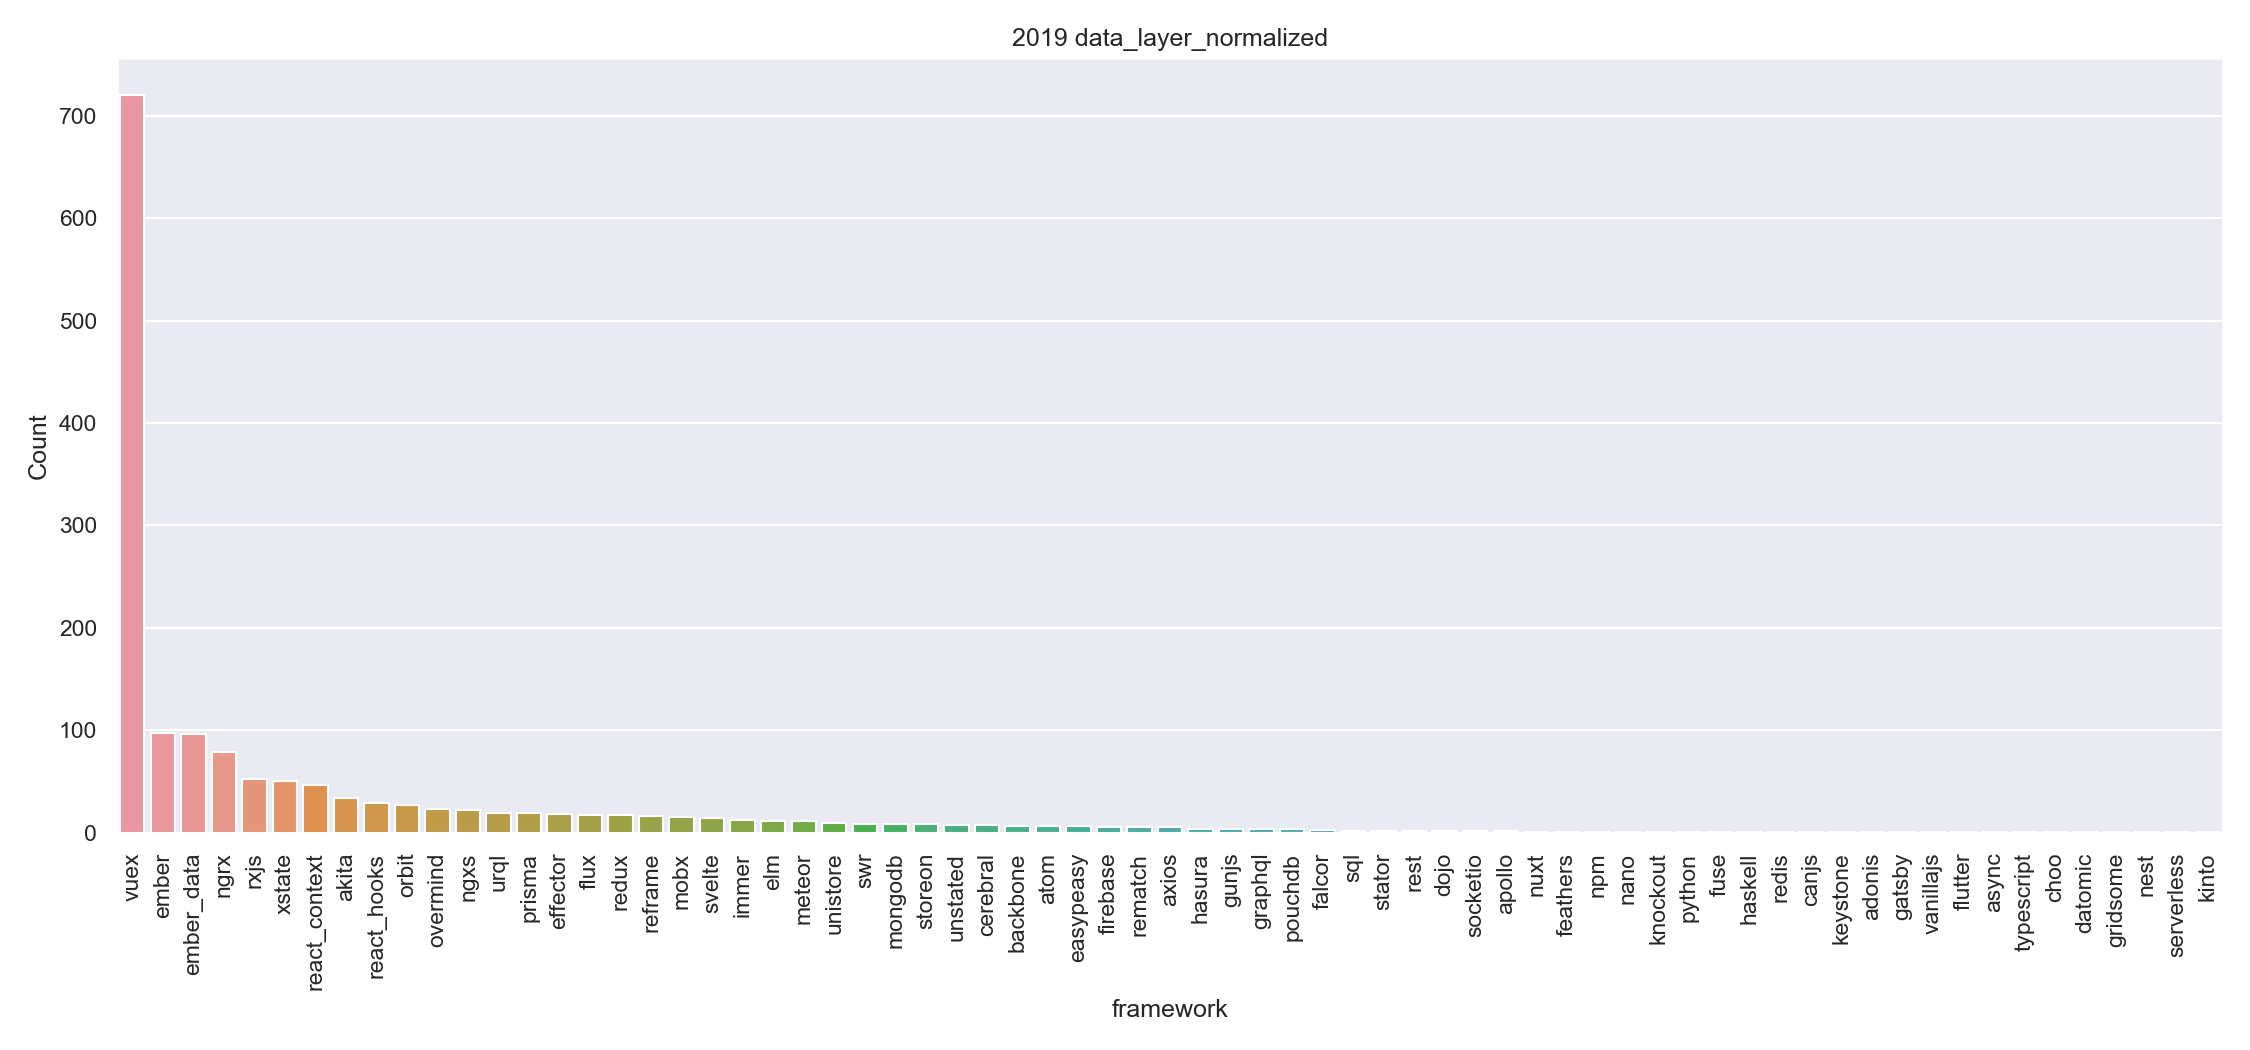 2019 data_layer_normalized
Count
700
600
500
400
300
200
100
0
vuex
ember
ember_data
ngrx
rxjs
xstate
react_context
akita
react_hooks
orbit
overmind
ngxs
urql
prisma
effector
flux
redux
reframe
mobx
svelte
immer
elm
meteor
unistore
swr
mongodb
storeon
unstated
cerebral
backbone
atom
easypeasy
firebase
rematch
axios
hasura
gunjs
graphql
pouchdb
falcor
sql
stator
rest
dojo
socketio
apollo
nuxt
feathers
npm
nano
knockout
python
fuse
haskell
redis
canjs
keystone
adonis
gatsby
vanillajs
flutter
async
typescript
choo
datomic
gridsome
nest
serverless
kinto
framework